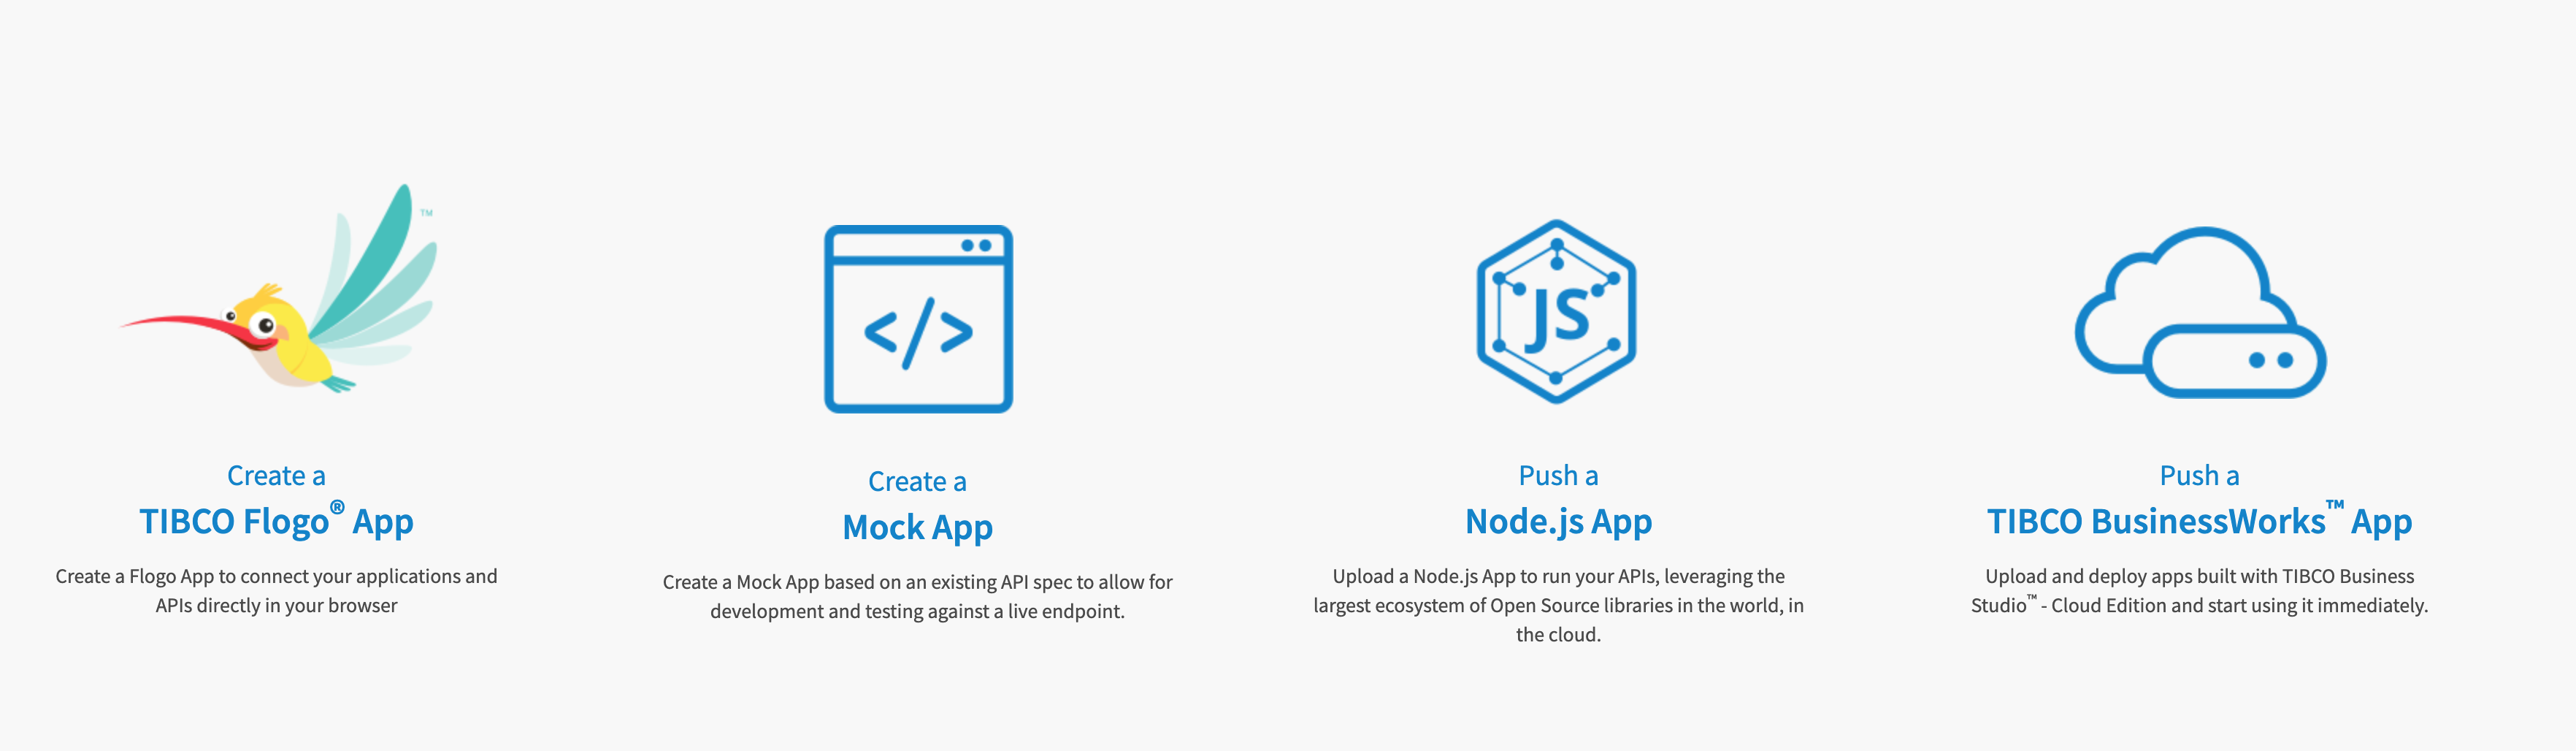 TM
JS
</>
Create a
TIBCO Flogo® App
Create a Flogo App to connect your applications and
APIs directly in your browser
Create a
Mock App
Create a Mock App based on an existing API spec to allow for
development and testing against a live endpoint.
Push a
Node.js App
Upload a Node.js App to run your APIs, leveraging the
largest ecosystem of Open Source libraries in the world, in
the cloud.
Push a
TIBCO BusinessWorks™ App
Upload and deploy apps built with TIBCO Business
Studio™ - Cloud Edition and start using it immediately.